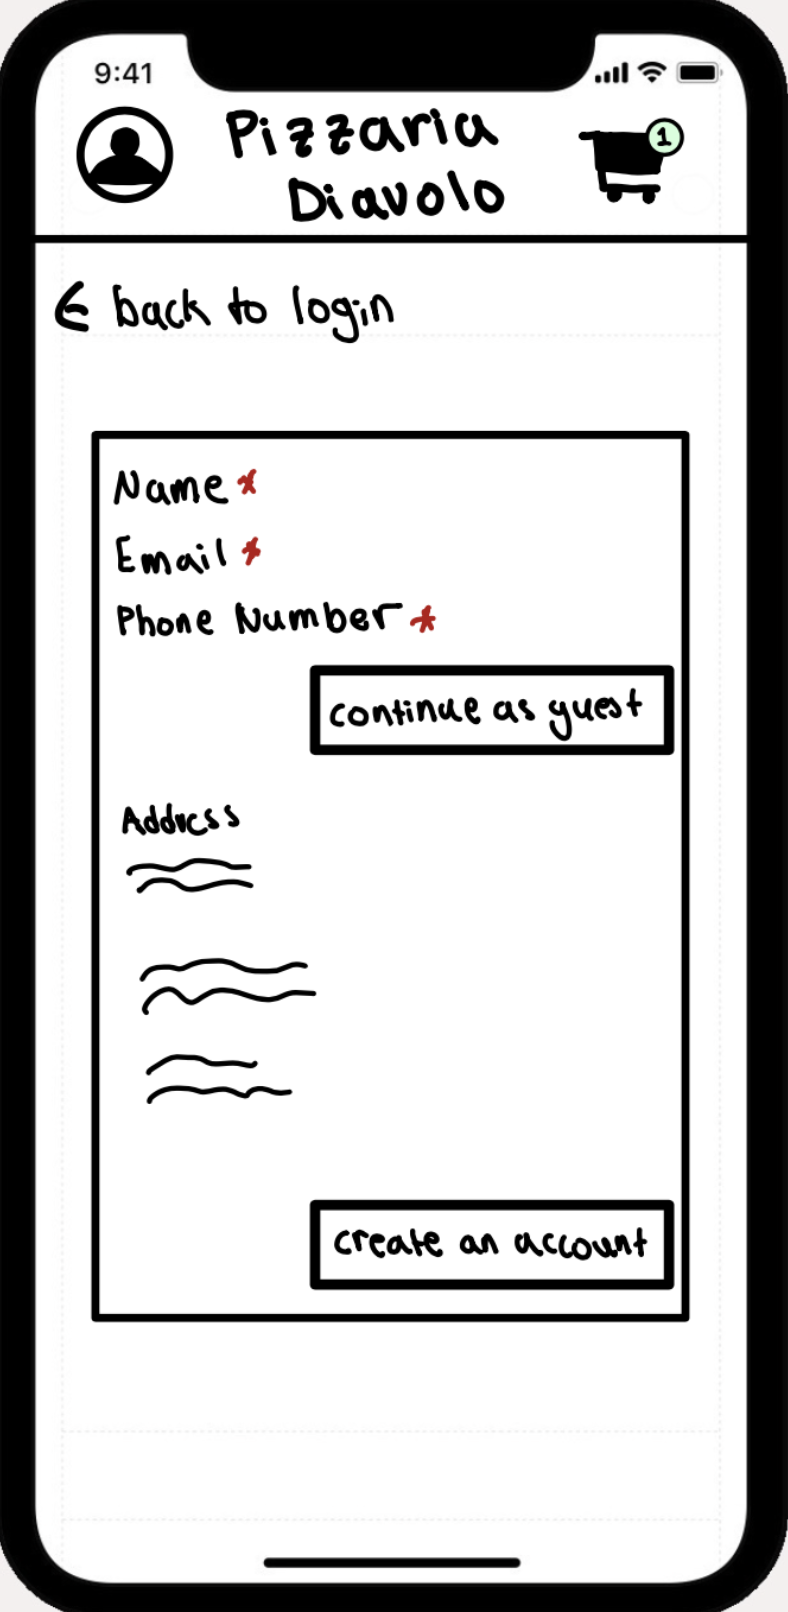 9:41
Pizzaria
Diavolo
1
← back to login
Name *
Email *
Phone Number *
continue as guest
Address
create an account